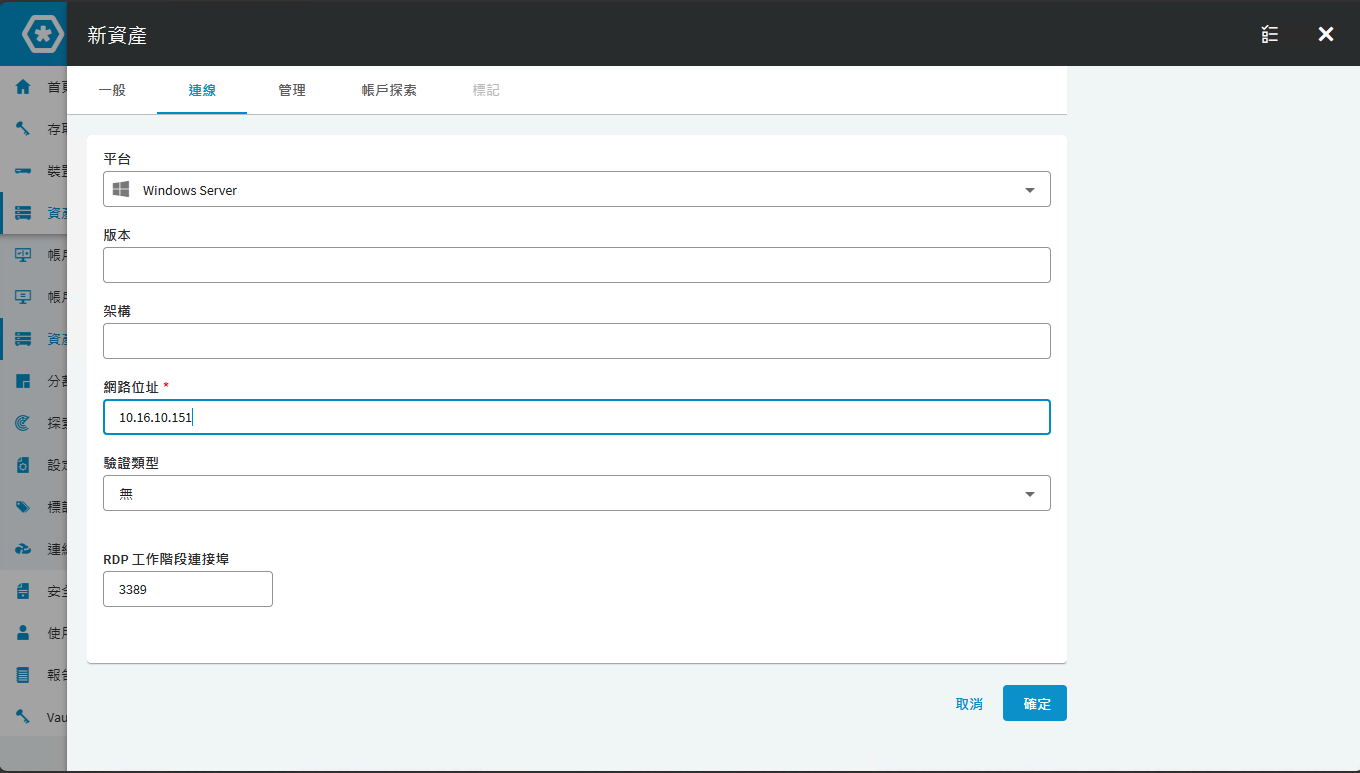 新資產
一般 連線 管理 帳戶探索 標記
首頁
存取
裝置
資產
帳戶
帳戶
資產
分割
探索
設定
標記
連線
安全
使用
報告
Vau
平台
Windows Server
版本
架構
網路位址 *
10.16.10.151
驗證類型
無
RDP 工作階段連接埠
3389
取消 確定